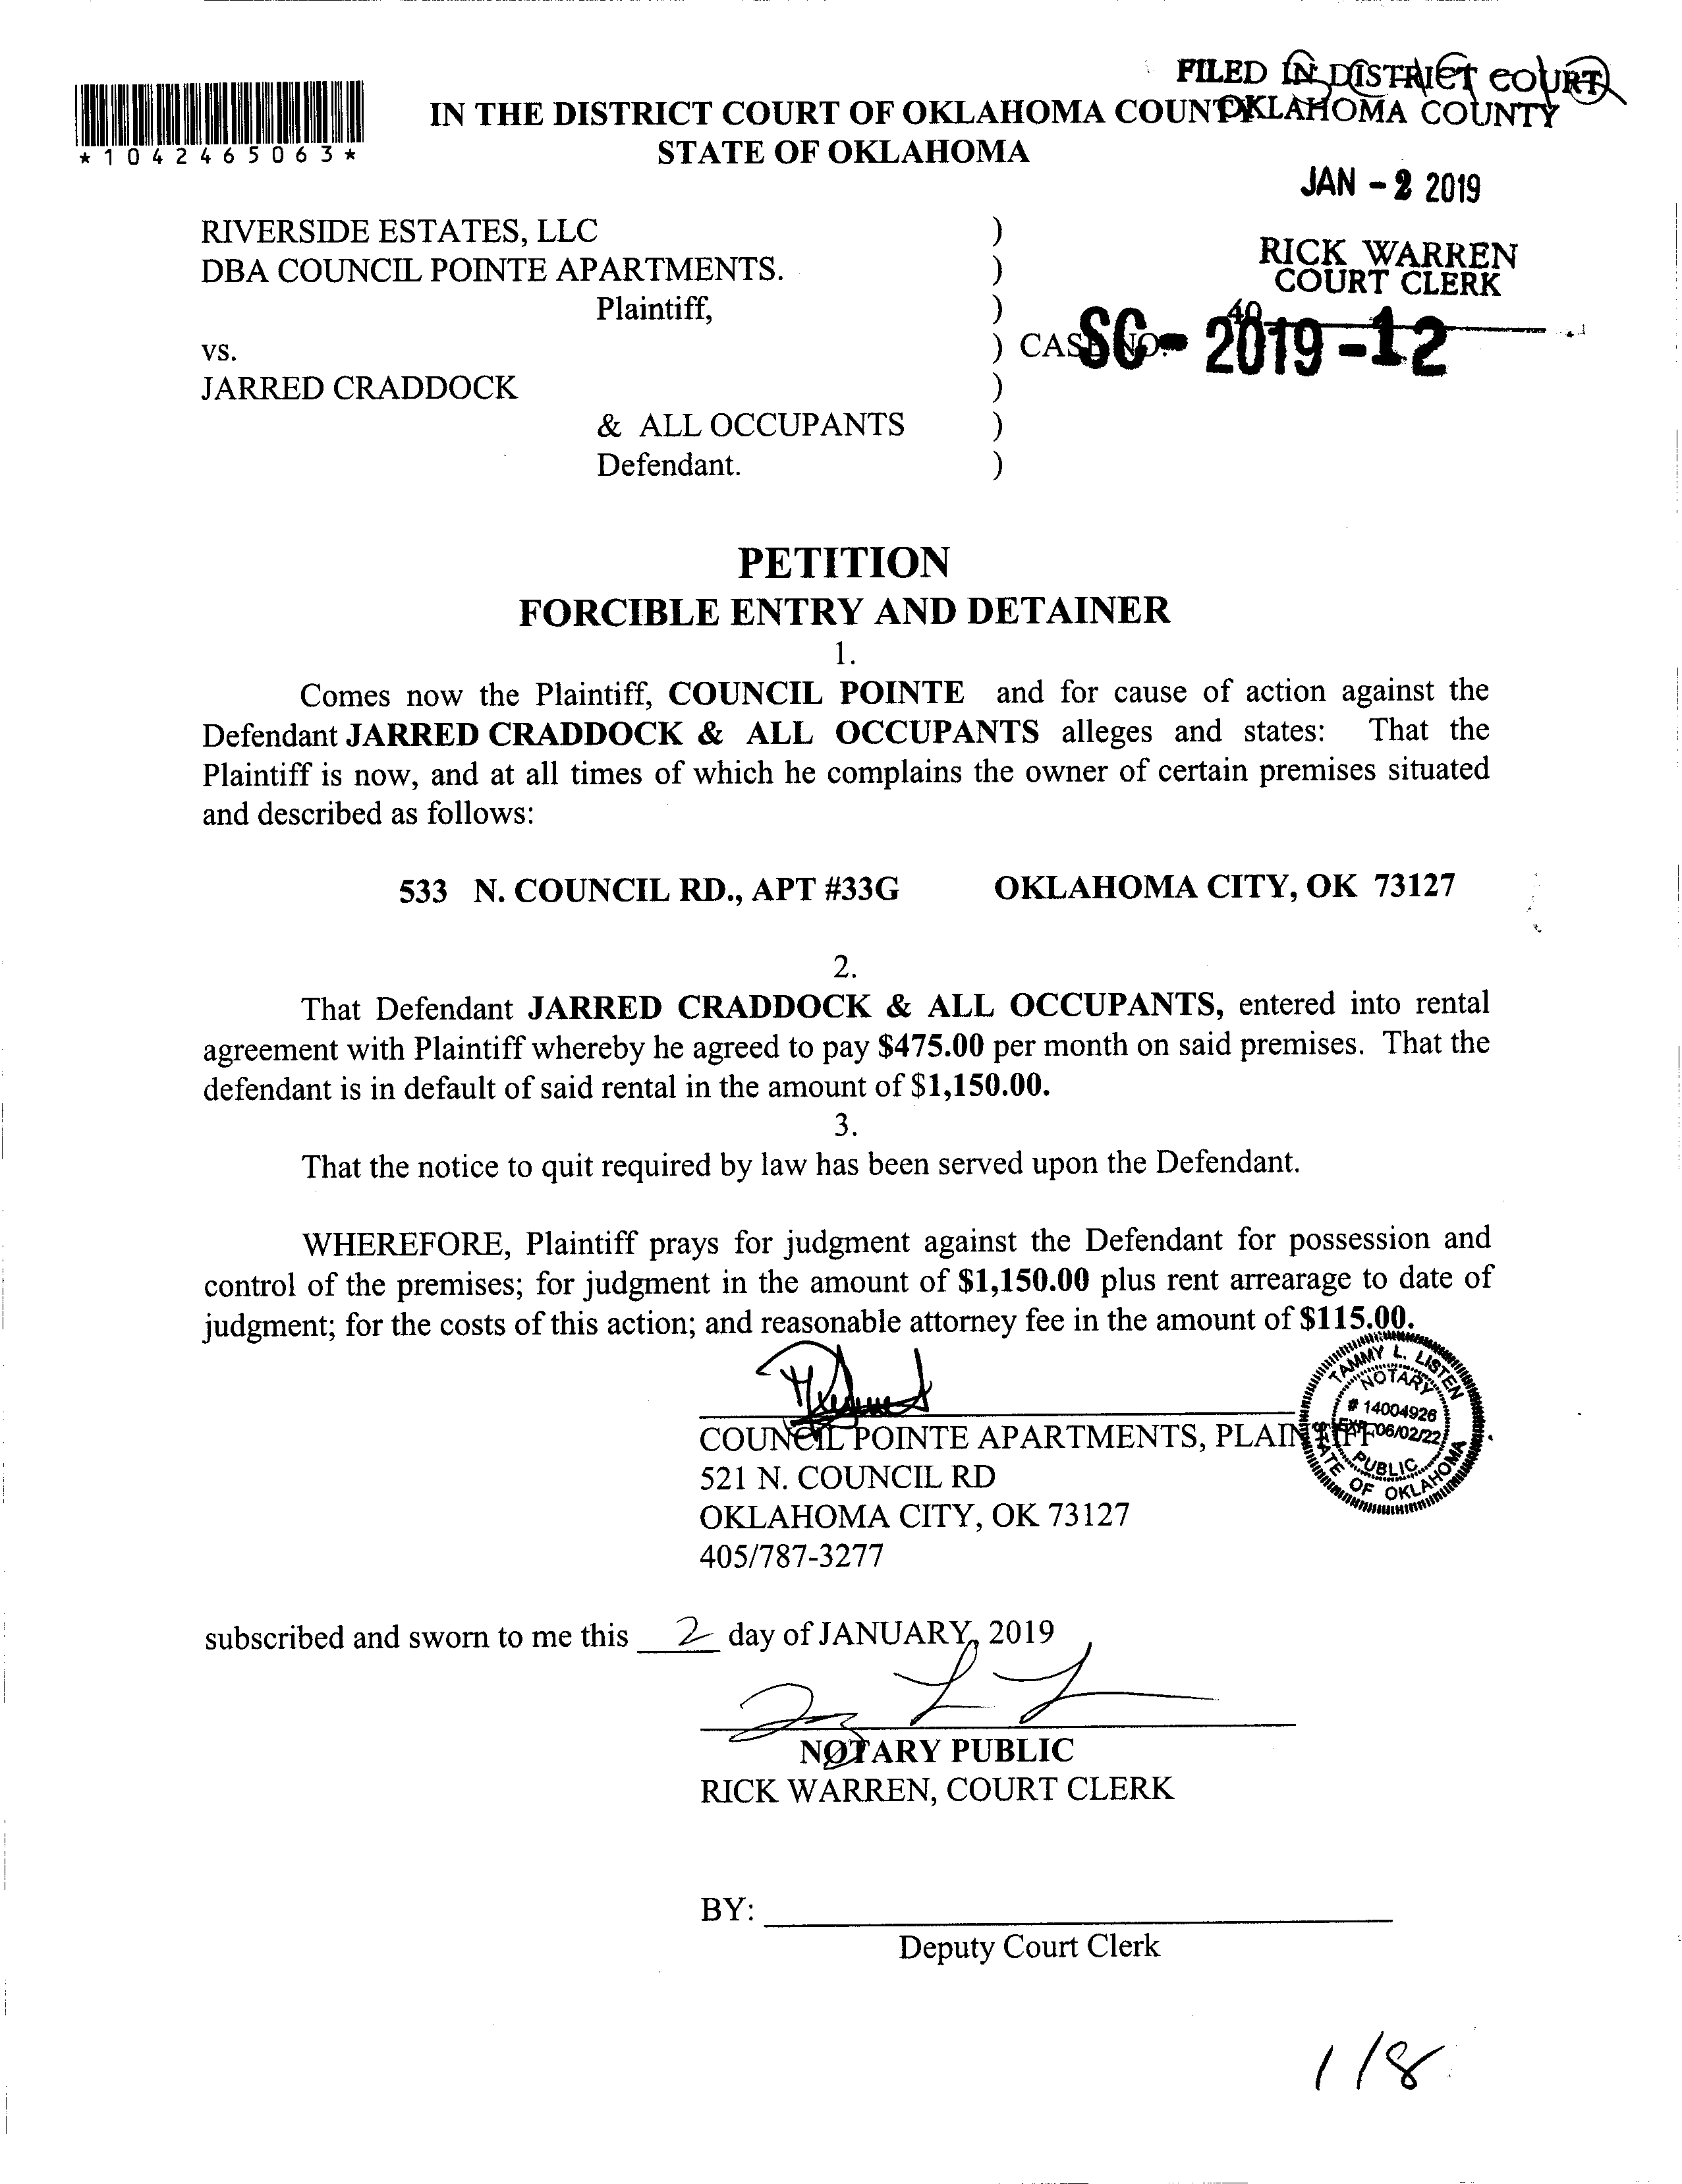 FILED IN DISTRICT COURT
OKLAHOMA COUNTY
*1042465063*
IN THE DISTRICT COURT OF OKLAHOMA COUNTY
STATE OF OKLAHOMA
JAN - 2 2019
RIVERSIDE ESTATES, LLC )
DBA COUNCIL POINTE APARTMENTS. )
RICK WARREN
COURT CLERK
Plaintiff, )
40
vs. ) CASE NO. SC - 2019 - 12
JARRED CRADDOCK )
& ALL OCCUPANTS )
Defendant. )
PETITION
FORCIBLE ENTRY AND DETAINER
1.
Comes now the Plaintiff, COUNCIL POINTE and for cause of action against the
Defendant JARRED CRADDOCK & ALL OCCUPANTS alleges and states: That the
Plaintiff is now, and at all times of which he complains the owner of certain premises situated
and described as follows:
533 N. COUNCIL RD., APT #33G OKLAHOMA CITY, OK 73127
2.
That Defendant JARRED CRADDOCK & ALL OCCUPANTS, entered into rental
agreement with Plaintiff whereby he agreed to pay $475.00 per month on said premises. That the
defendant is in default of said rental in the amount of $1,150.00.
3.
That the notice to quit required by law has been served upon the Defendant.
WHEREFORE, Plaintiff prays for judgment against the Defendant for possession and
control of the premises; for judgment in the amount of $1,150.00 plus rent arrearage to date of
judgment; for the costs of this action; and reasonable attorney fee in the amount of $115.00.
TAMMY L. LISTEN
NOTARY
# 14004926
EXP. 06/02/22
PUBLIC
STATE OF OKLAHOMA
COUNCIL POINTE APARTMENTS, PLAINTIFF
521 N. COUNCIL RD
OKLAHOMA CITY, OK 73127
405/787-3277
subscribed and sworn to me this 2 day of JANUARY, 2019
NOTARY PUBLIC
RICK WARREN, COURT CLERK
BY:
Deputy Court Clerk
1/8